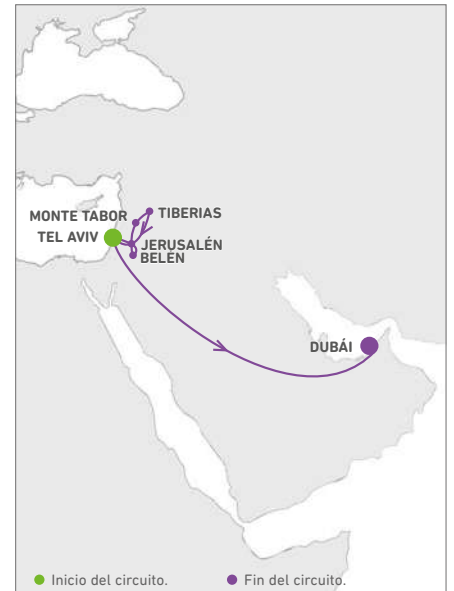 MONTE TABOR
TIBERIAS
TEL AVIV
JERUSALÉN
BELÉN
DUBÁI
Inicio del circuito.
Fin del circuito.